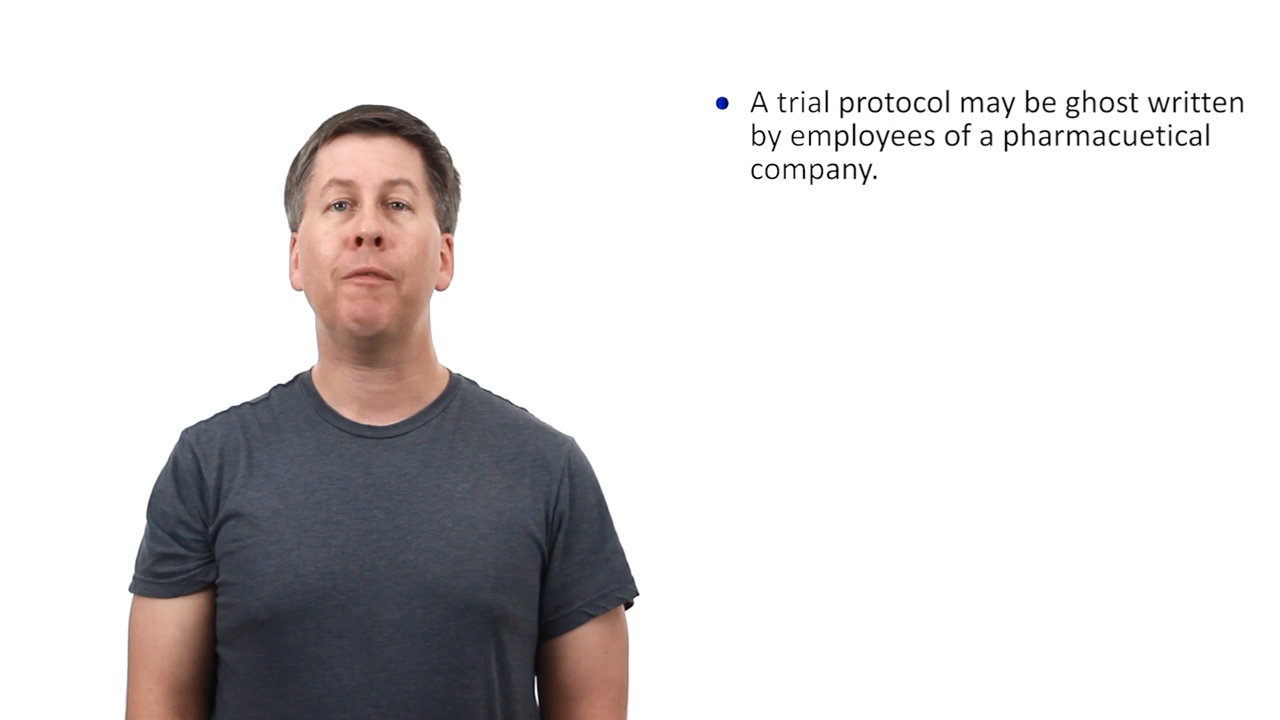 A trial protocol may be ghost written
by employees of a pharmacuetical
company.